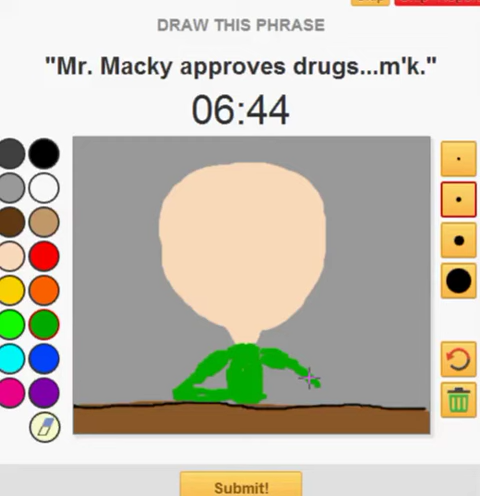 DRAW THIS PHRASE
"Mr. Macky approves drugs...m'k."
06:44
Submit!